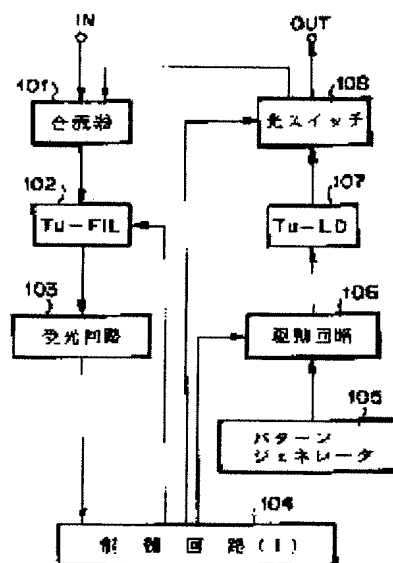 IN
OUT
101
合流器
108
光スイッチ
102
Tu-FIL
107
Tu-LD
103
受光回路
106
駆動回路
105
パターン
ジェネレータ
104
制御回路(1)